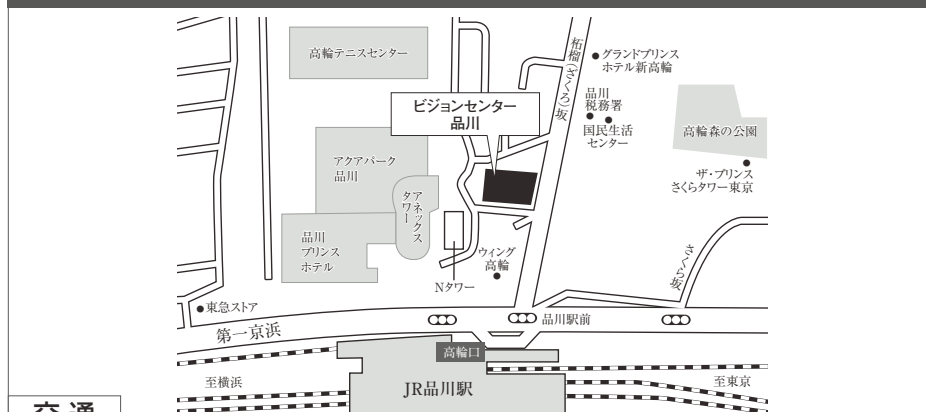 高輪テニスセンター
柘榴(ざくろ)坂
グランドプリンス
ホテル新高輪
ビジョンセンター
品川
品川
税務署
国民生活
センター
高輪森の公園
アクアパーク
品川
ザ・プリンス
さくらタワー東京
アネックス
タワー
品川
プリンス
ホテル
ウィング
高輪
さくら坂
Nタワー
東急ストア
第一京浜
品川駅前
高輪口
至横浜
JR品川駅
至東京
交通